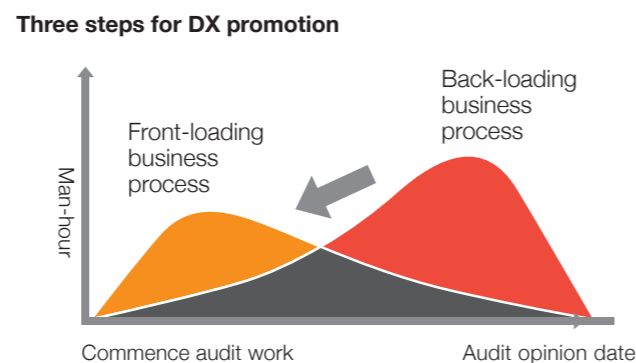 Three steps for DX promotion
Back-loading
business
process
Front-loading
business
process
Man-hour
Commence audit work
Audit opinion date